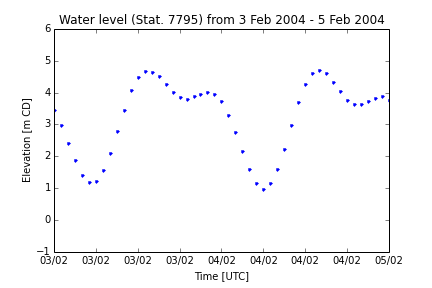 Water level (Stat. 7795) from 3 Feb 2004 - 5 Feb 2004
6
5
4
3
2
1
0
−1
Elevation [m CD]
03/02 03/02 03/02 03/02 04/02 04/02 04/02 04/02 05/02
Time [UTC]